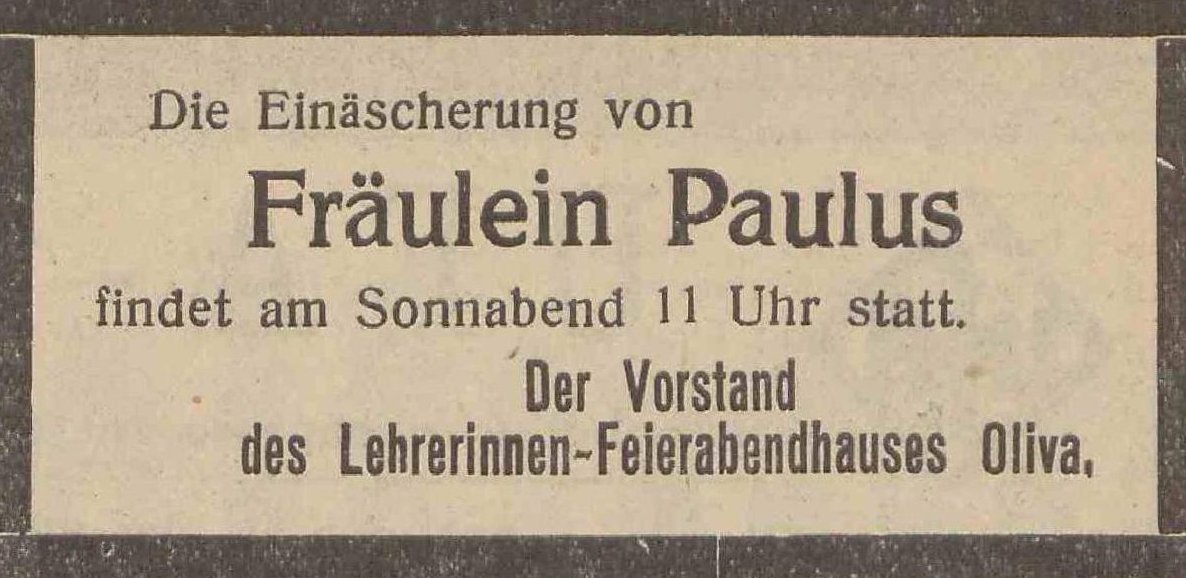 Die Einäscherung von
Fräulein Paulus
findet am Sonnabend 11 Uhr statt.
Der Vorstand
des Lehrerinnen-Feierabendhauses Oliva.